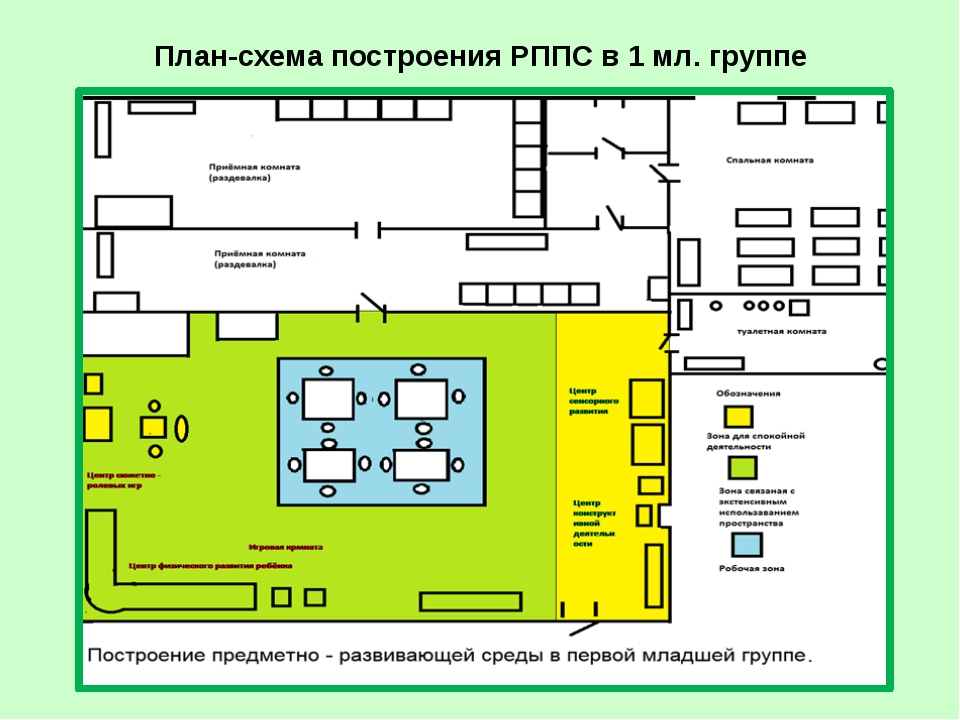 План-схема построения РППС в 1 мл. группе
Приёмная комната
(раздевалка)
Спальная комната
Приёмная комната
(раздевалка)
туалетная комната
Центр
сенсорного
развития
Обозначения
Зона для спокойной
деятельности
Центр сюжетно -
ролевых игр
Зона связаная с
экстенсивным
использаванием
пространства
Центр
конструкт
ивной
деятельн
ости
Игровая крмната
Центр физического развития ребёнка
Робочая зона
Построение предметно - развивающей среды в первой младшей группе.